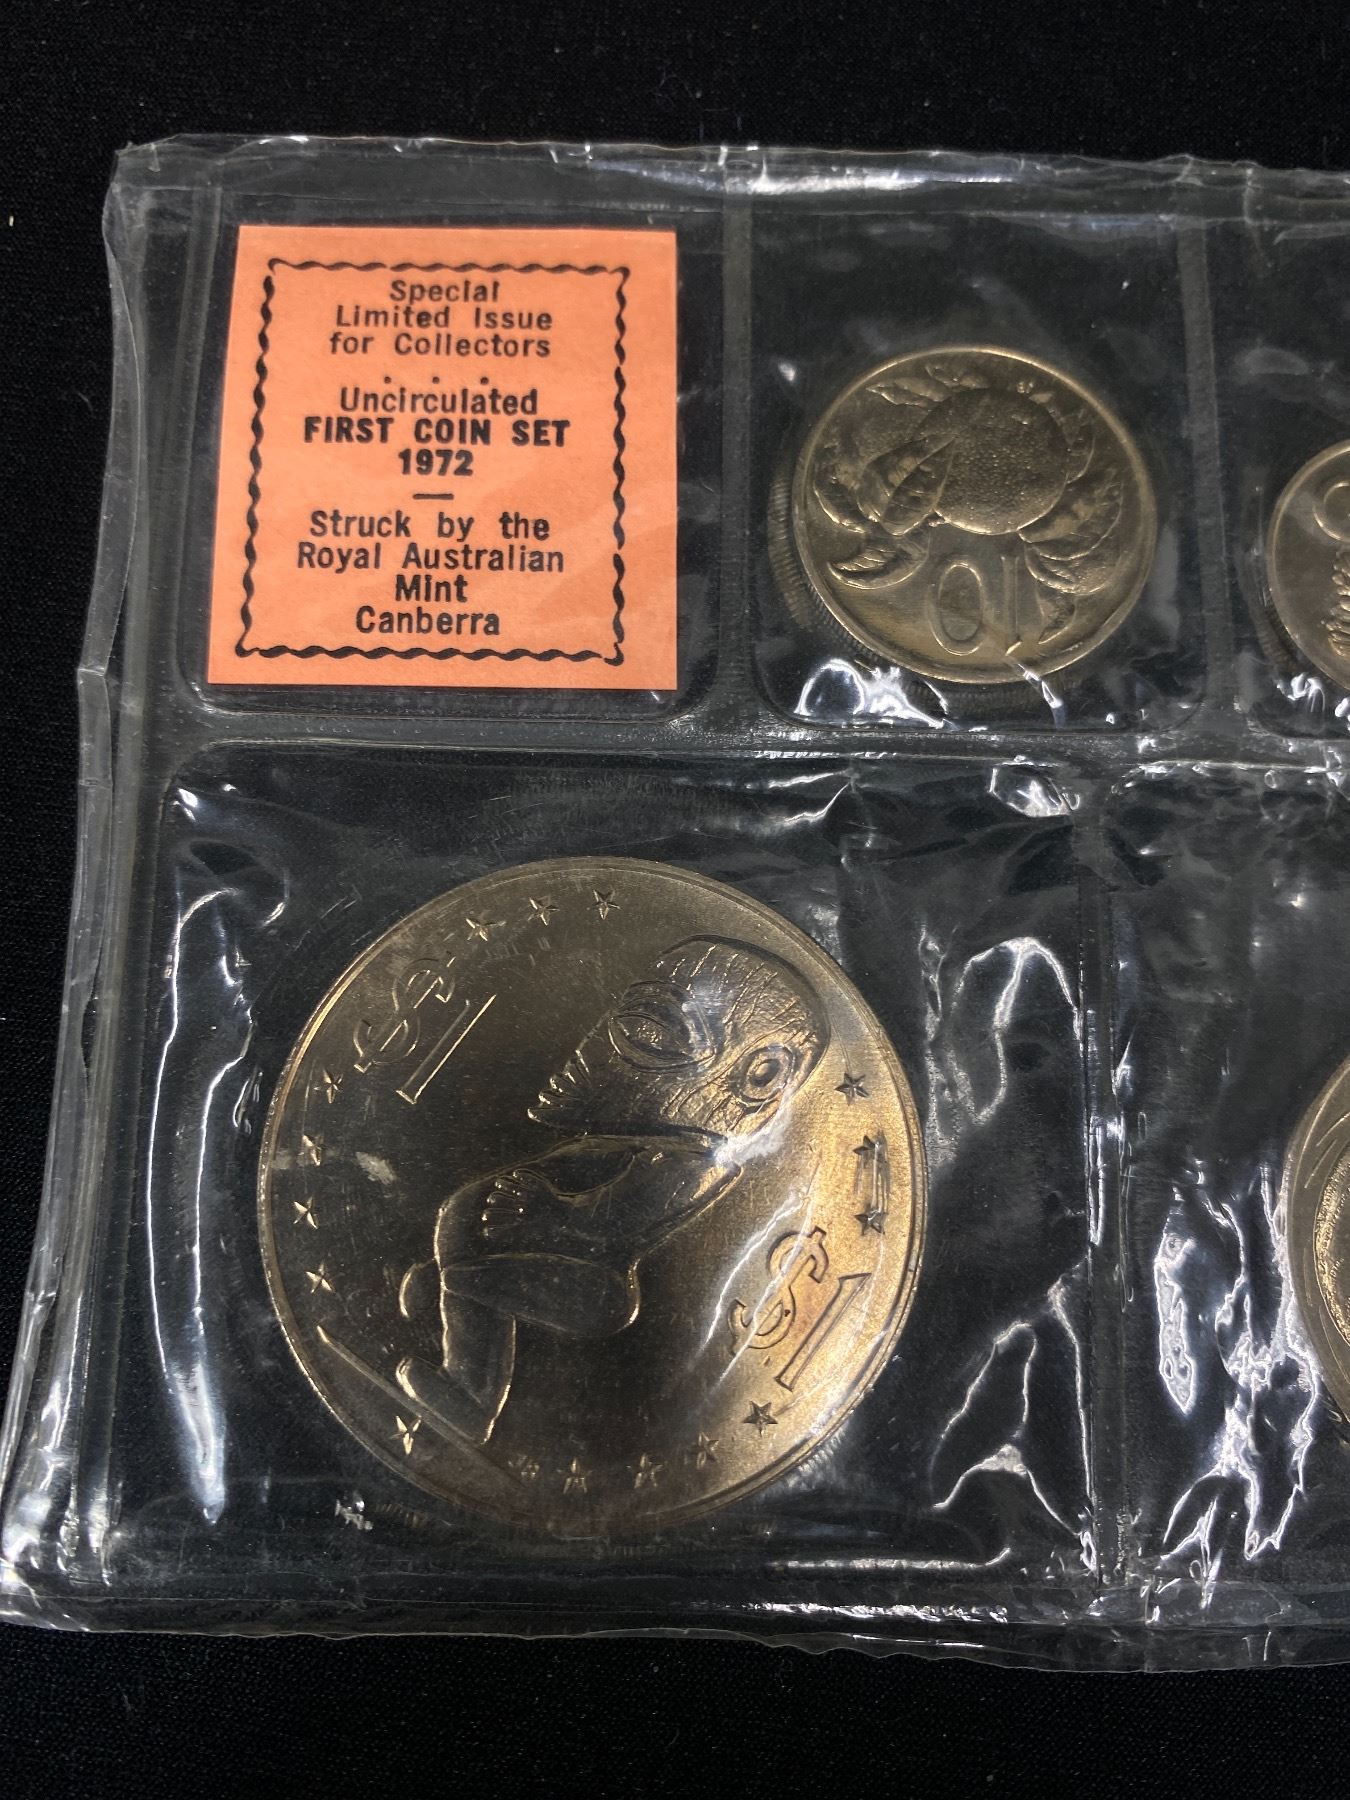 Special
Limited Issue
for Collectors
. . .
Uncirculated
FIRST COIN SET
1972
—
Struck by the
Royal Australian
Mint
Canberra
10
$1
$1